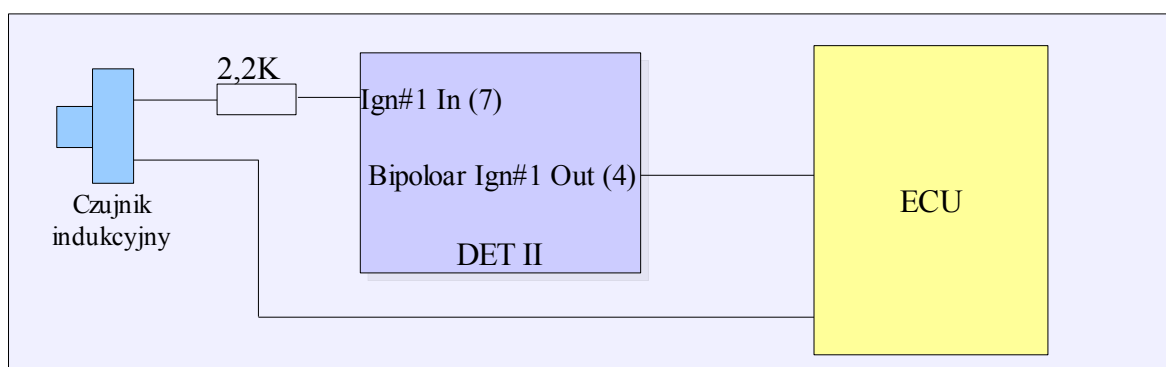 2,2K
Ign#1 In (7)
Bipoloar Ign#1 Out (4)
DET II
Czujnik
indukcyjny
ECU